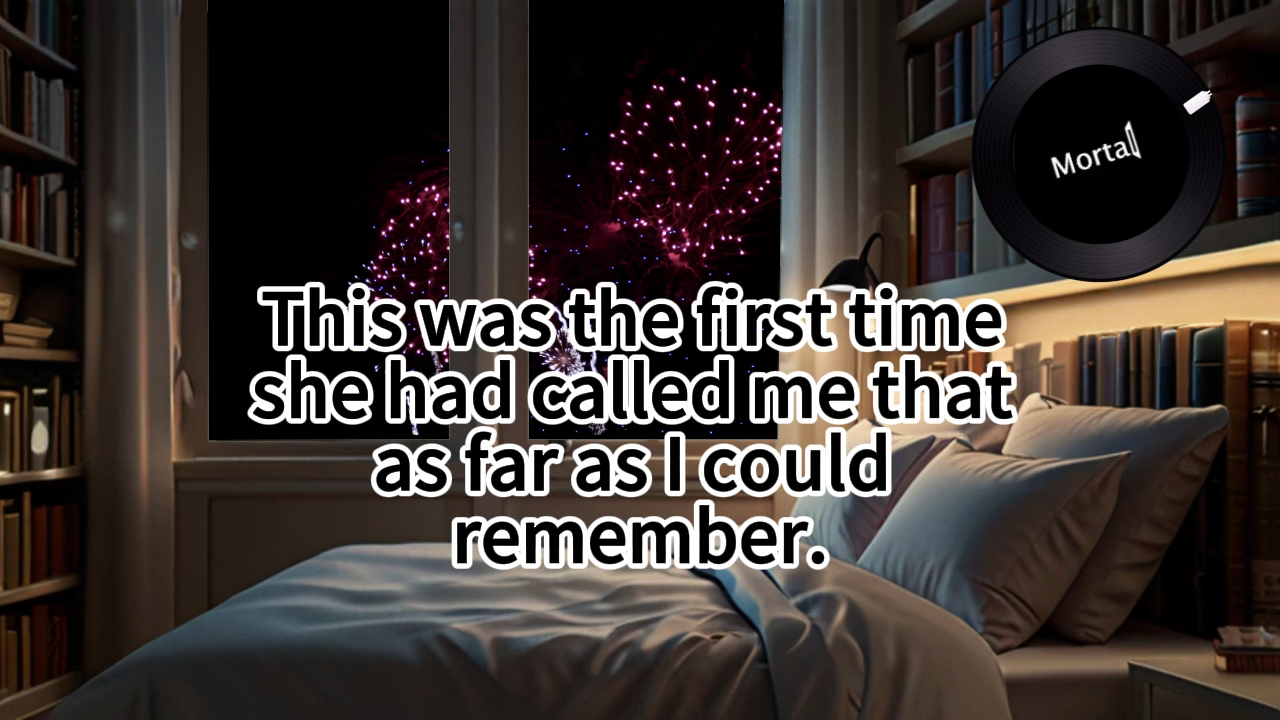 Mortal
This was the first time
she had called me that
as far as I could
remember.